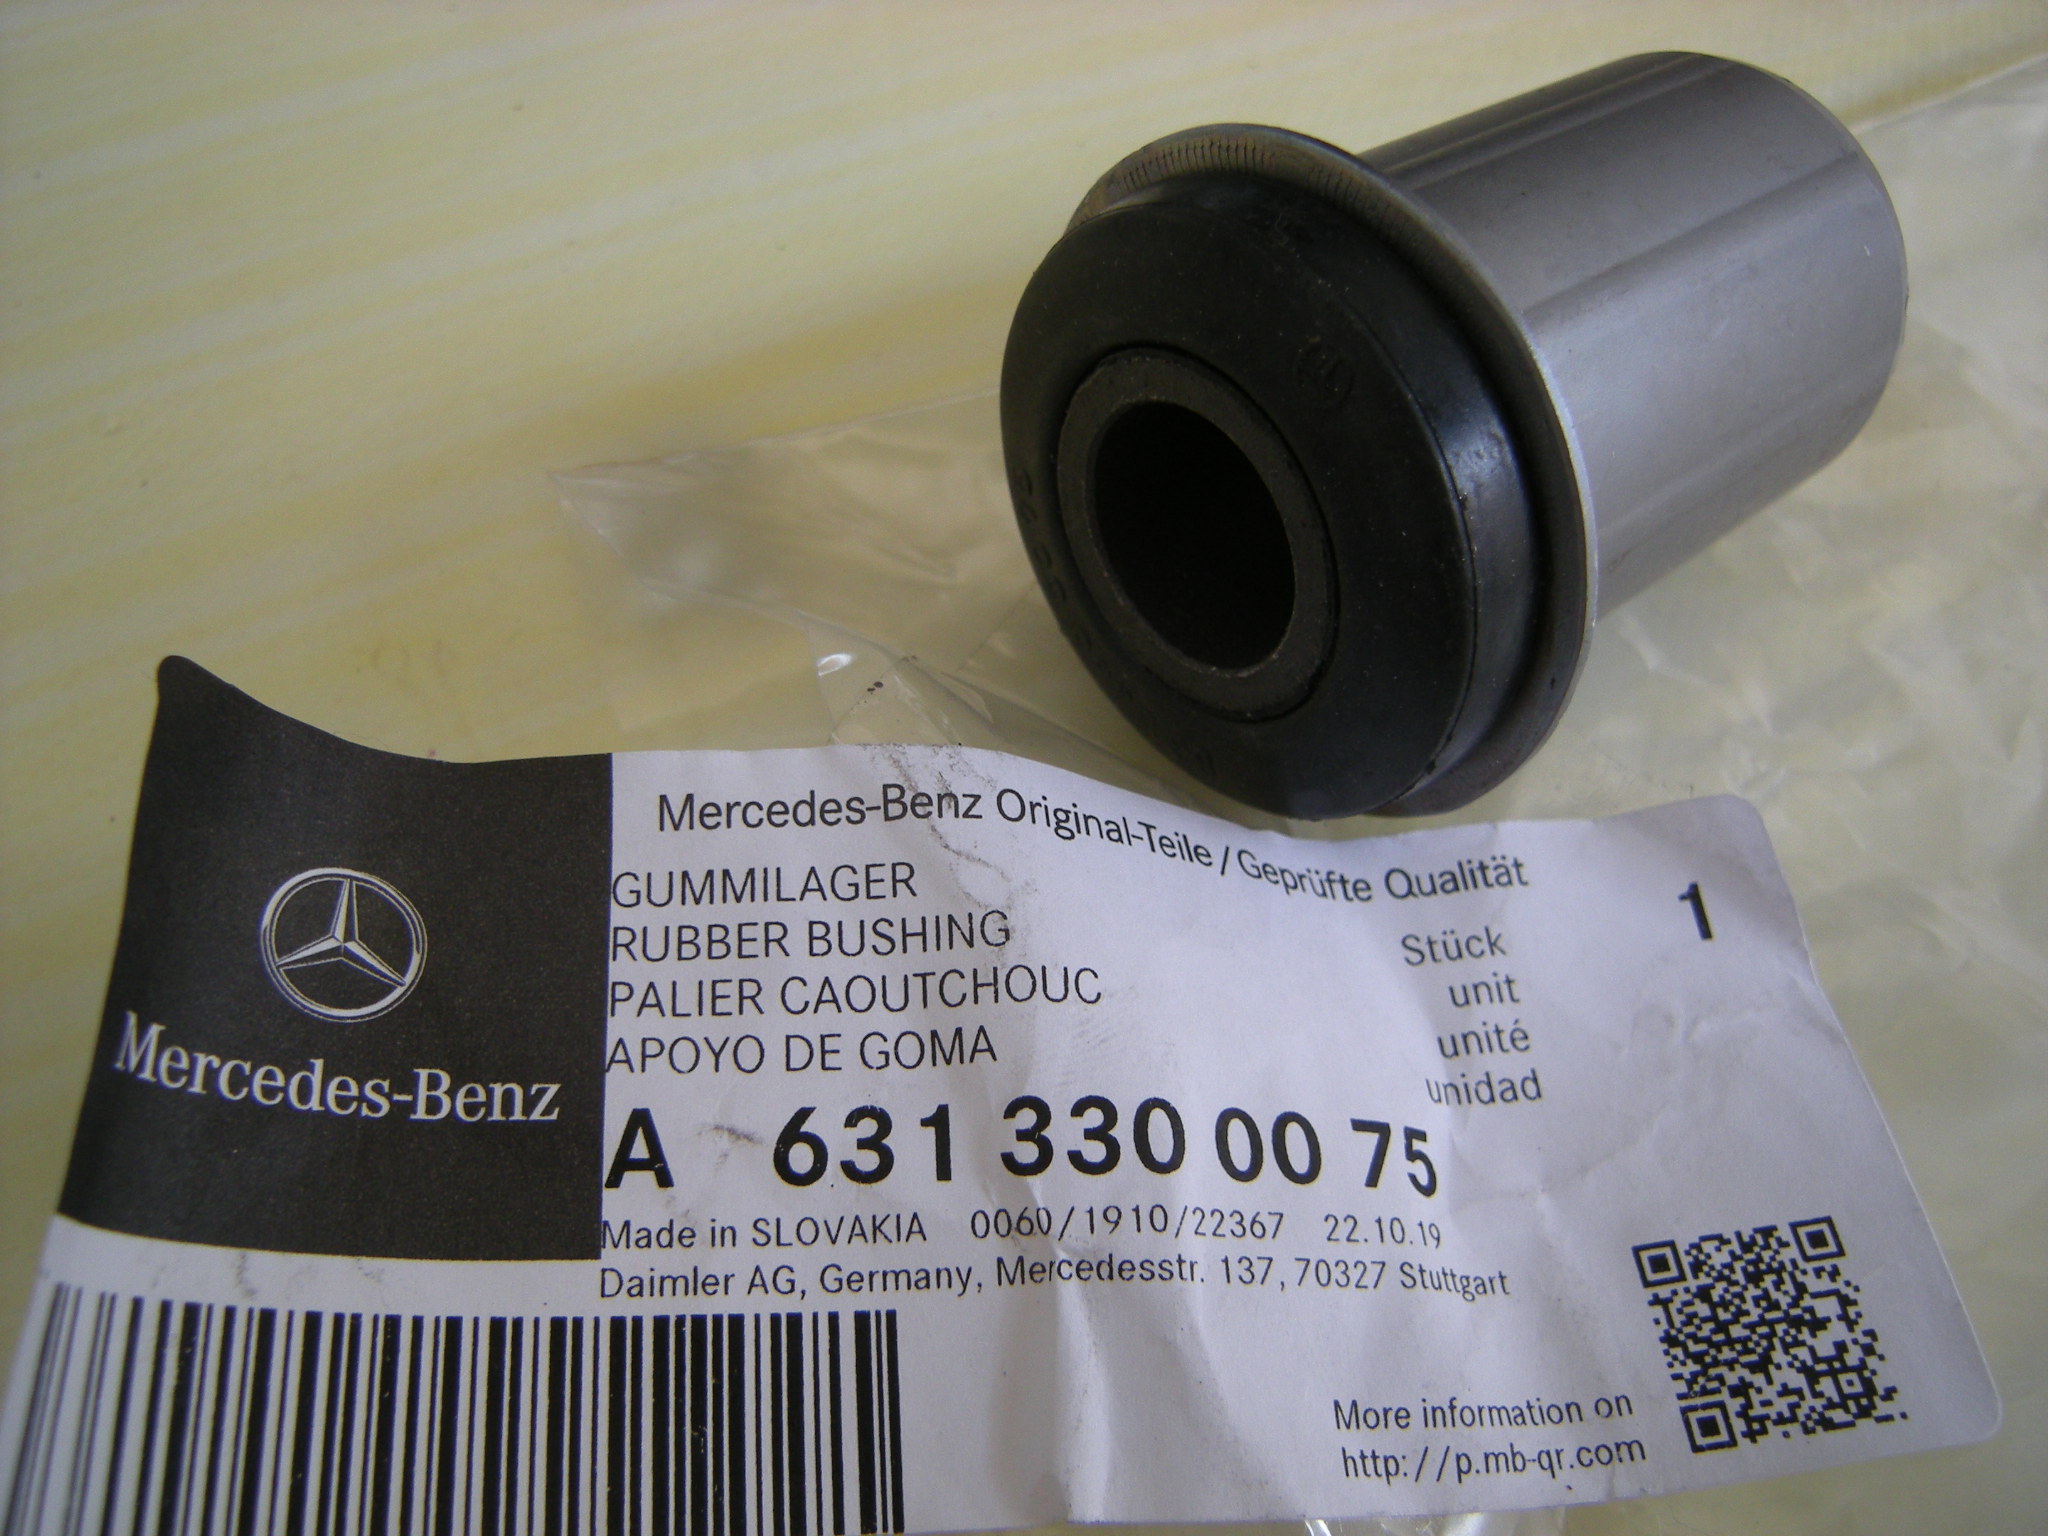 Mercedes-Benz
Mercedes-Benz Original-Teile / Geprüfte Qualität
GUMMILAGER
RUBBER BUSHING
PALIER CAOUTCHOUC
APOYO DE GOMA
Stück
unit
unité
unidad
1
A 631 330 00 75
Made in SLOVAKIA 0060/1910/22367 22.10.19
Daimler AG, Germany, Mercedesstr. 137, 70327 Stuttgart
More information on
http://p.mb-qr.com